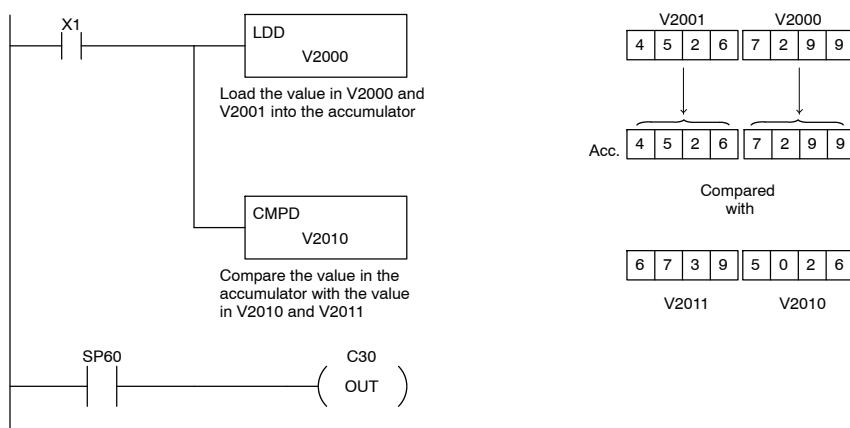 X1
LDD
V2000
Load the value in V2000 and
V2001 into the accumulator
CMPD
V2010
Compare the value in the
accumulator with the value
in V2010 and V2011
SP60
C30
OUT
V2001 V2000
4 5 2 6 7 2 9 9
Acc. 4 5 2 6 7 2 9 9
Compared
with
6 7 3 9 5 0 2 6
V2011 V2010